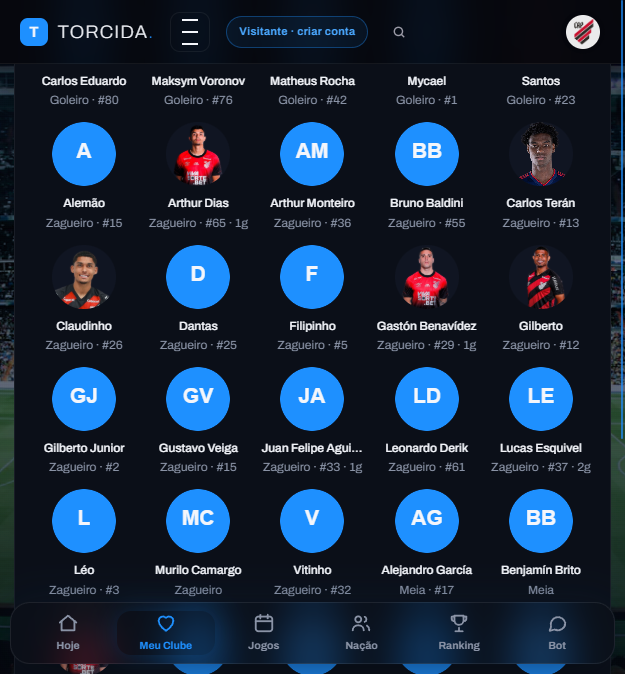 T TORCIDA. Visitante · criar conta
Carlos Eduardo Maksym Voronov Matheus Rocha Mycael Santos
Goleiro · #80 Goleiro · #76 Goleiro · #42 Goleiro · #1 Goleiro · #23
A AM BB
Alemão Arthur Dias Arthur Monteiro Bruno Baldini Carlos Terán
Zagueiro · #15 Zagueiro · #65 · 1g Zagueiro · #36 Zagueiro · #55 Zagueiro · #13
D F
Claudinho Dantas Filipinho Gastón Benavídez Gilberto
Zagueiro · #26 Zagueiro · #25 Zagueiro · #5 Zagueiro · #29 · 1g Zagueiro · #12
GJ GV JA LD LE
Gilberto Junior Gustavo Veiga Juan Felipe Agui... Leonardo Derik Lucas Esquivel
Zagueiro · #2 Zagueiro · #15 Zagueiro · #33 · 1g Zagueiro · #61 Zagueiro · #37 · 2g
L MC V AG BB
Léo Murilo Camargo Vitinho Alejandro García Benjamín Brito
Zagueiro · #3 Zagueiro Zagueiro · #32 Meia · #17 Meia
Hoje Meu Clube Jogos Nação Ranking Bot